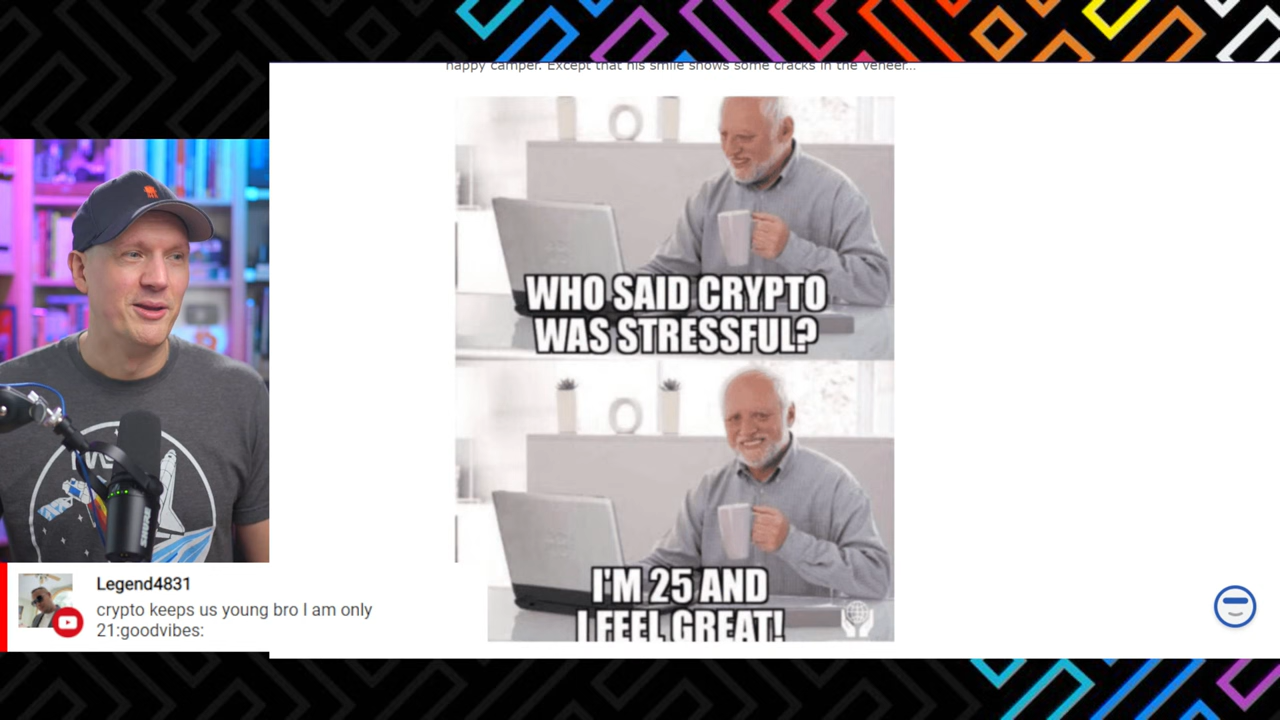 happy camper. Except that his smile shows some cracks in the veneer...
WHO SAID CRYPTO
WAS STRESSFUL?
I'M 25 AND
I FEEL GREAT!
SHURE
Legend4831
crypto keeps us young bro I am only
21:goodvibes: